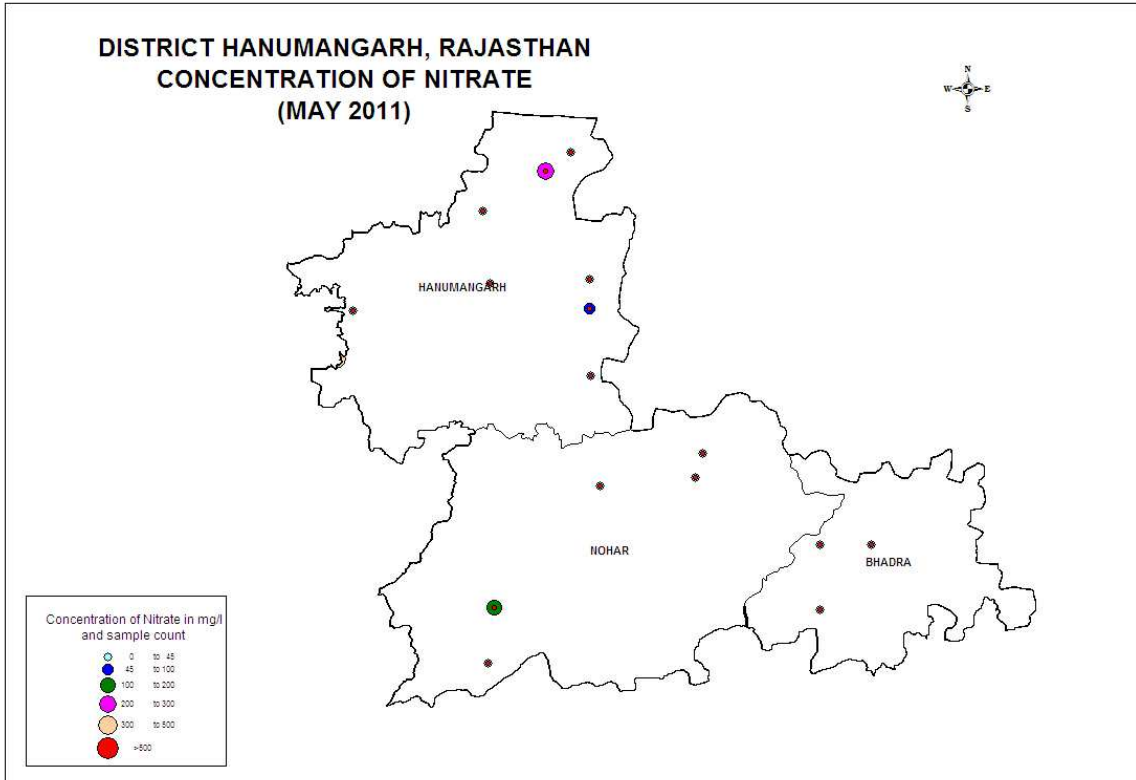 DISTRICT HANUMANGARH, RAJASTHAN
CONCENTRATION OF NITRATE
(MAY 2011)
N
W E
S
HANUMANGARH
NOHAR
BHADRA
Concentration of Nitrate in mg/l
and sample count
0 to 45
45 to 100
100 to 200
200 to 300
300 to 500
>500